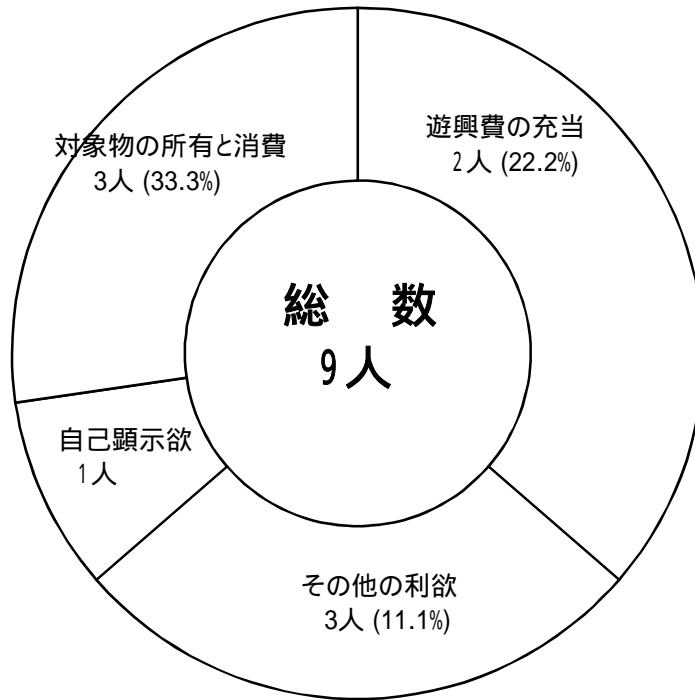 対象物の所有と消費
3人 (33.3%)
遊興費の充当
2人 (22.2%)
総 数
9人
自己顕示欲
1人
その他の利欲
3人 (11.1%)